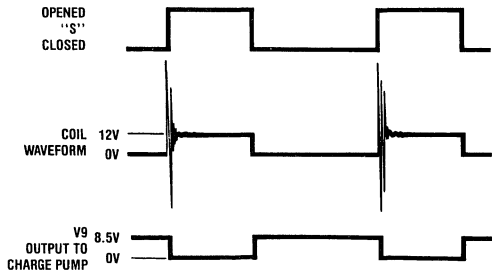 OPENED
"S"
CLOSED
COIL 12V
WAVEFORM 0V
V9
OUTPUT TO 8.5V
CHARGE PUMP 0V